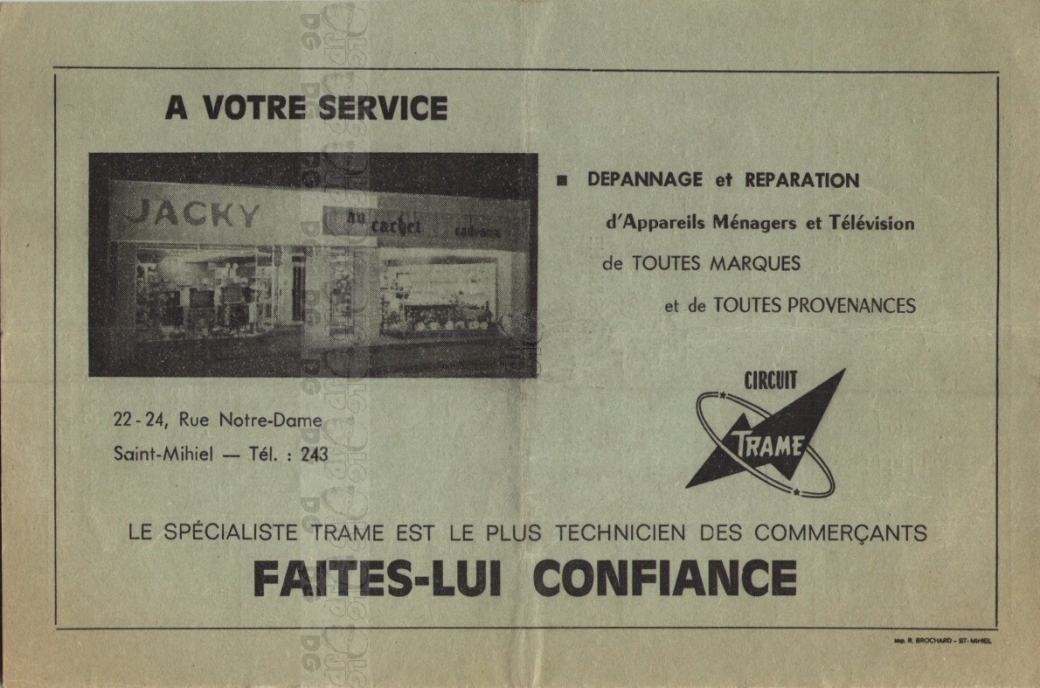 A VOTRE SERVICE
JACKY
au cachet
cadeaux
■ DEPANNAGE et REPARATION
d'Appareils Ménagers et Télévision
de TOUTES MARQUES
et de TOUTES PROVENANCES
22-24, Rue Notre-Dame
Saint-Mihiel — Tél. : 243
CIRCUIT
TRAME
LE SPÉCIALISTE TRAME EST LE PLUS TECHNICIEN DES COMMERÇANTS
FAITES-LUI CONFIANCE
Imp. R. BROCHARD - ST-MIHIEL